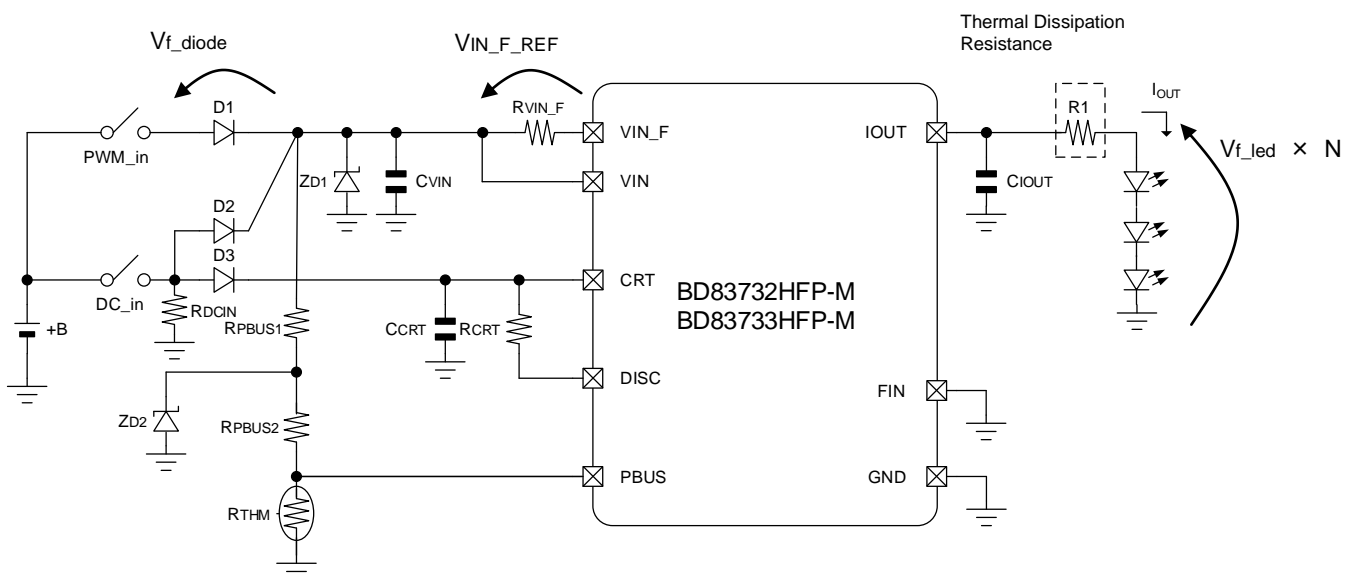 Thermal Dissipation
Resistance
Vf_diode
VIN_F_REF
D1
PWM_in
RVIN_F
VIN_F
IOUT
R1
IOUT
Vf_led × N
ZD1
CVIN
VIN
CIOUT
D2
D3
DC_in
RDCIN
+B
RPBUS1
CCRT
RCRT
CRT
BD83732HFP-M
BD83733HFP-M
DISC
FIN
ZD2
RPBUS2
PBUS
GND
RTHM